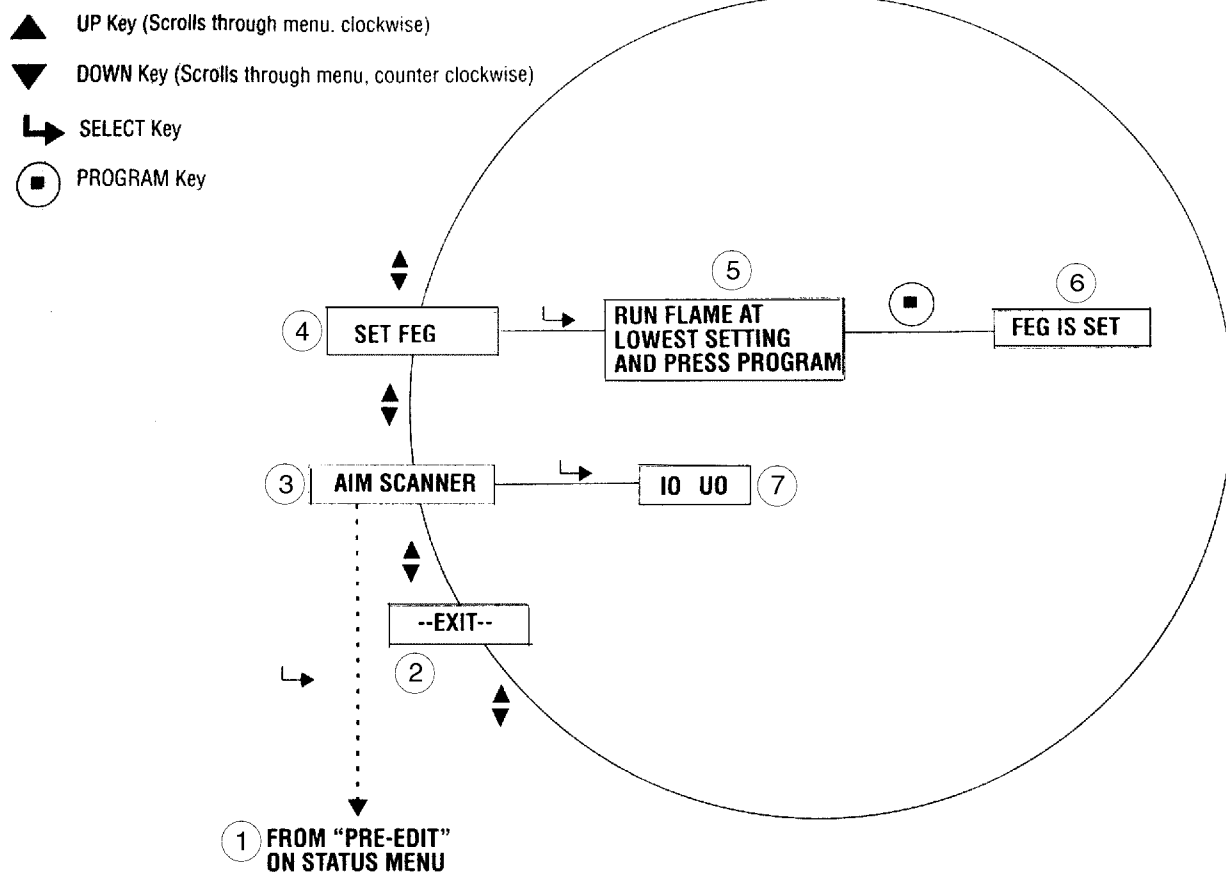 UP Key (Scrolls through menu. clockwise)
DOWN Key (Scrolls through menu, counter clockwise)
SELECT Key
PROGRAM Key
5
6
4
SET FEG
RUN FLAME AT
LOWEST SETTING
AND PRESS PROGRAM
FEG IS SET
3
AIM SCANNER
IO UO
7
--EXIT--
2
1
FROM “PRE-EDIT”
ON STATUS MENU